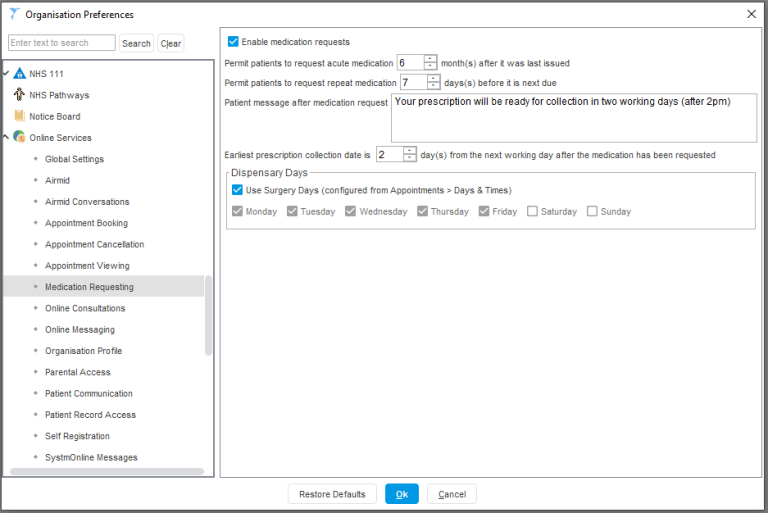 Organisation Preferences
Enter text to search Search Clear
NHS 111
NHS Pathways
Notice Board
Online Services
Global Settings
Airmid
Airmid Conversations
Appointment Booking
Appointment Cancellation
Appointment Viewing
Medication Requesting
Online Consultations
Online Messaging
Organisation Profile
Parental Access
Patient Communication
Patient Record Access
Self Registration
SystmOnline Messages
Enable medication requests
Permit patients to request acute medication 6 month(s) after it was last issued
Permit patients to request repeat medication 7 days(s) before it is next due
Patient message after medication request Your prescription will be ready for collection in two working days (after 2pm)
Earliest prescription collection date is 2 day(s) from the next working day after the medication has been requested
Dispensary Days
Use Surgery Days (configured from Appointments > Days & Times)
Monday Tuesday Wednesday Thursday Friday Saturday Sunday
Restore Defaults Ok Cancel